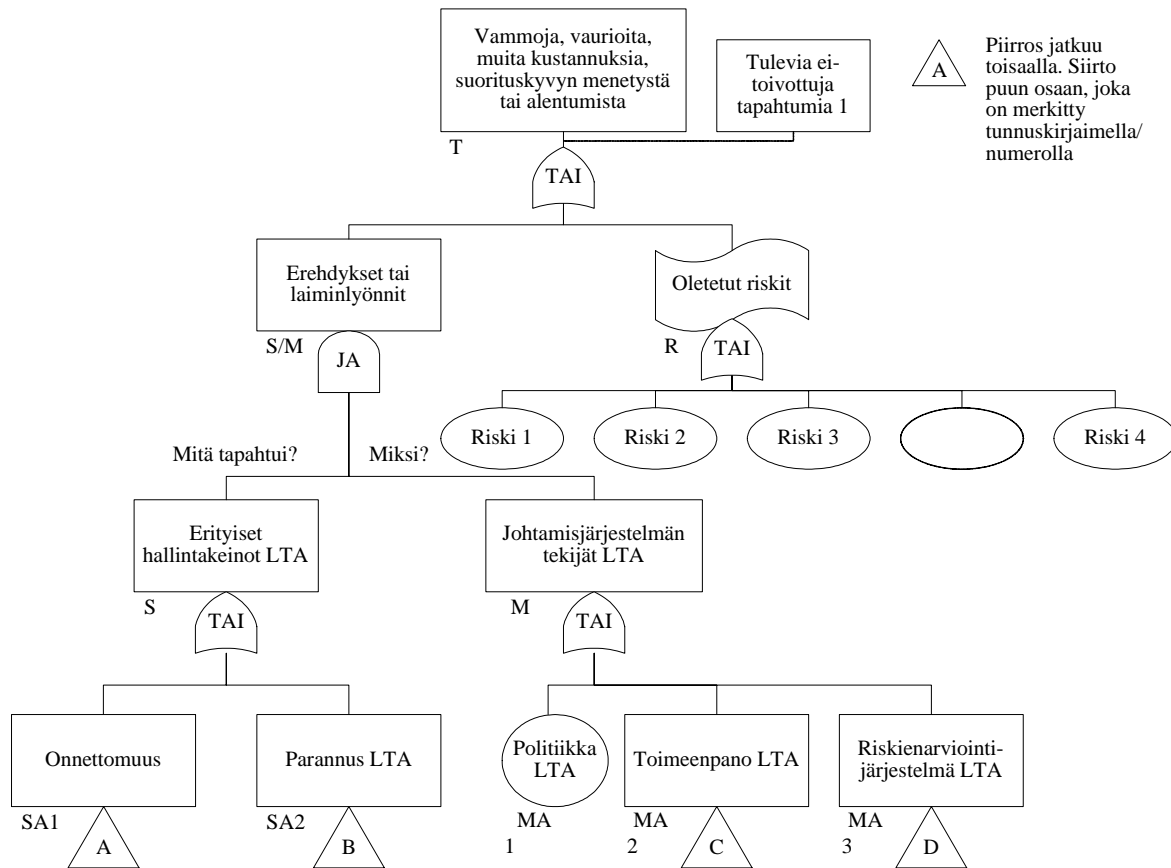 Vammoja, vaurioita,
muita kustannuksia,
suorituskyvyn menetystä
tai alentumista
Tulevia ei-
toivottuja
tapahtumia 1
A
Piirros jatkuu
toisaalla. Siirto
puun osaan, joka
on merkitty
tunnuskirjaimella/
numerolla
T
TAI
Erehdykset tai
laiminlyönnit
Oletetut riskit
S/M
JA
R
TAI
Riski 1
Riski 2
Riski 3
Riski 4
Mitä tapahtui?
Miksi?
Erityiset
hallintakeinot LTA
Johtamisjärjestelmän
tekijät LTA
S
TAI
M
TAI
Onnettomuus
Parannus LTA
Politiikka
LTA
Toimeenpano LTA
Riskienarviointi-
järjestelmä LTA
SA1
A
SA2
B
MA
1
MA
2
C
MA
3
D